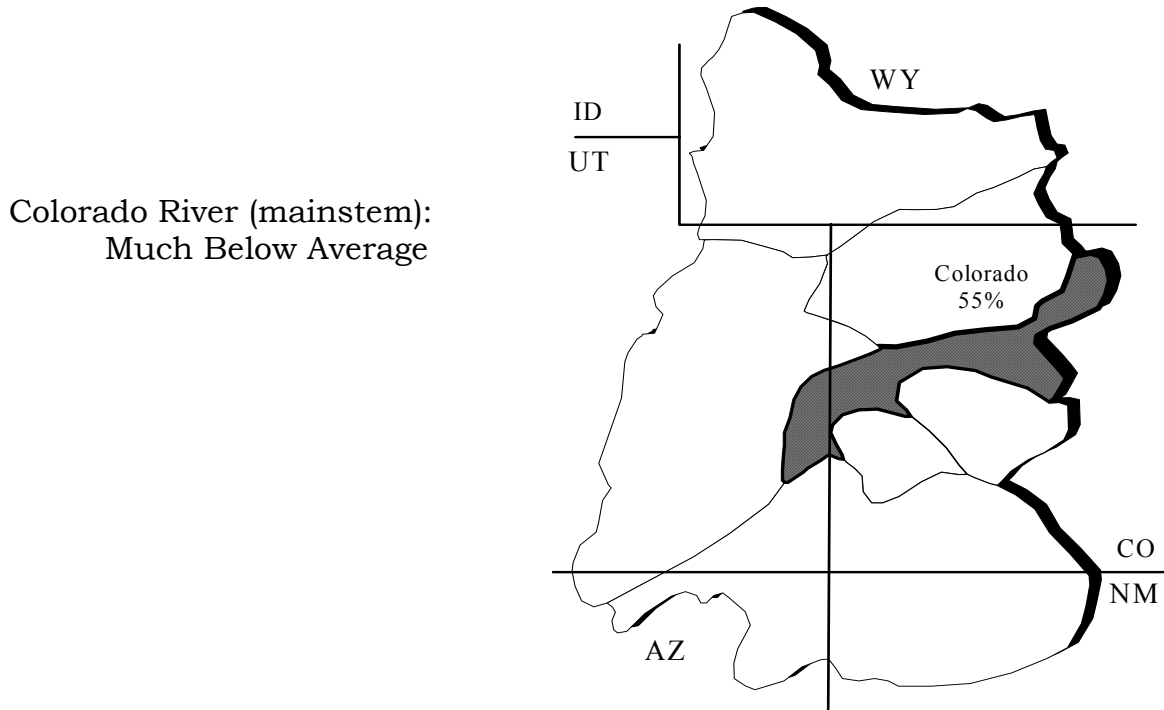 WY
ID
UT
Colorado River (mainstem):
Much Below Average
Colorado
55%
CO
NM
AZ